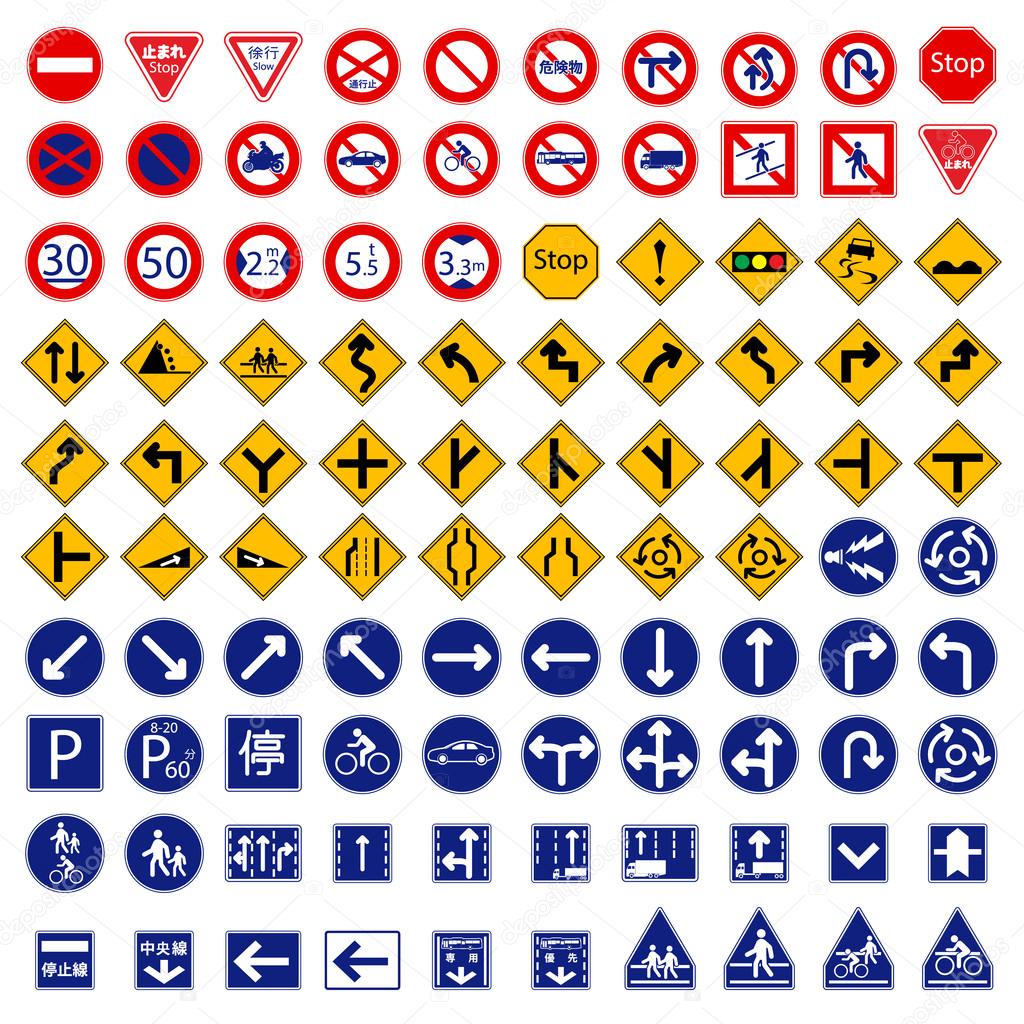 止まれ
Stop
徐行
Slow
通行止
危険物
Stop
止まれ
30
50
2.2m
5.5t
3.3m
Stop
P
8-20
P60分
停
停止線
中央線
専用
優先